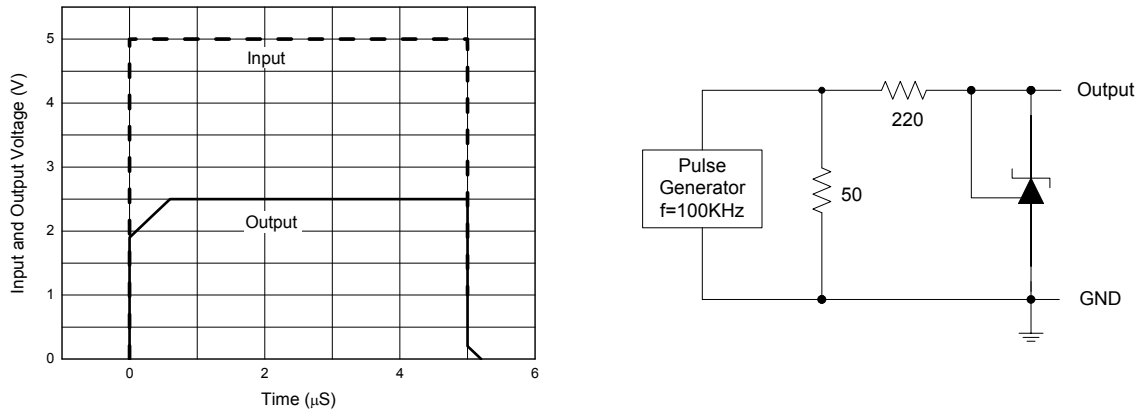 Input and Output Voltage (V)
5
4
3
2
1
0
Input
Output
0
2
4
6
Time (μS)
Pulse
Generator
f=100KHz
50
220
Output
GND